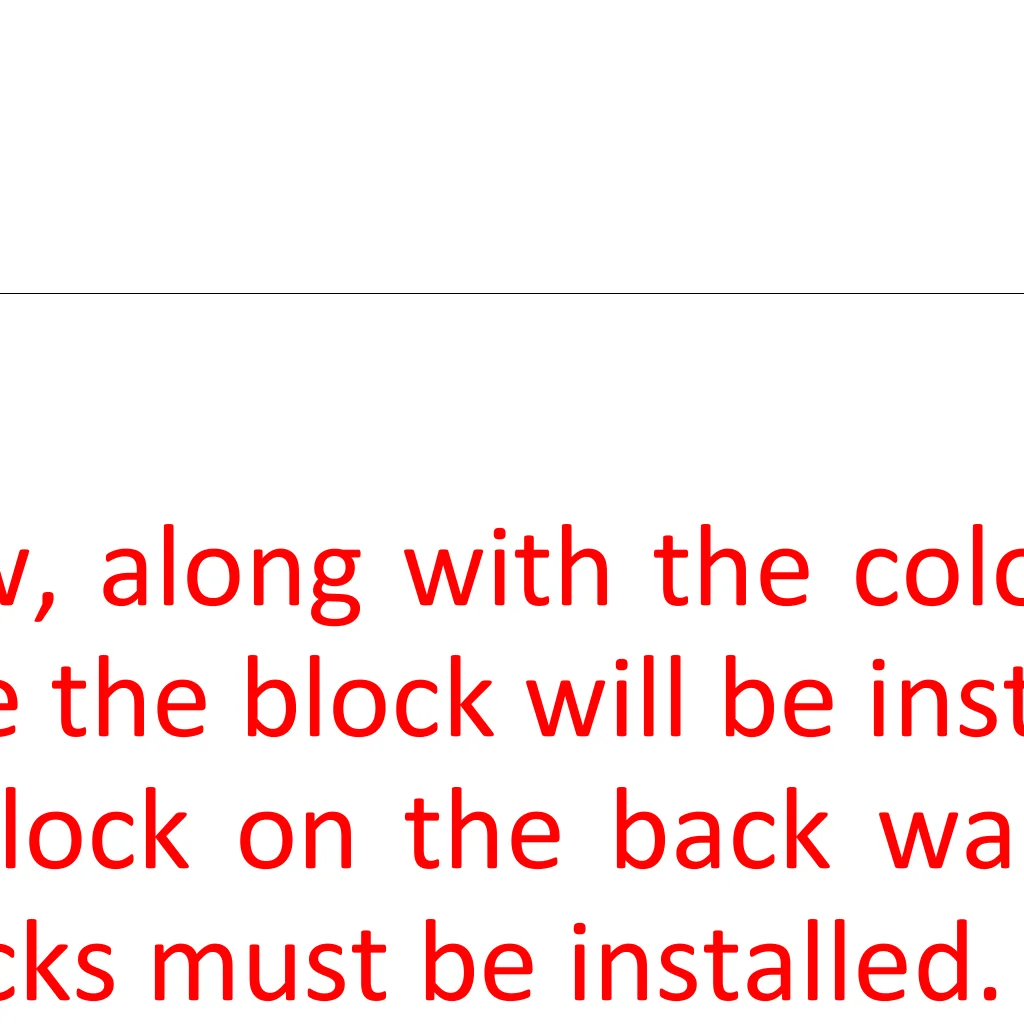 w, along with the colo
e the block will be inst
lock on the back wa
cks must be installed.